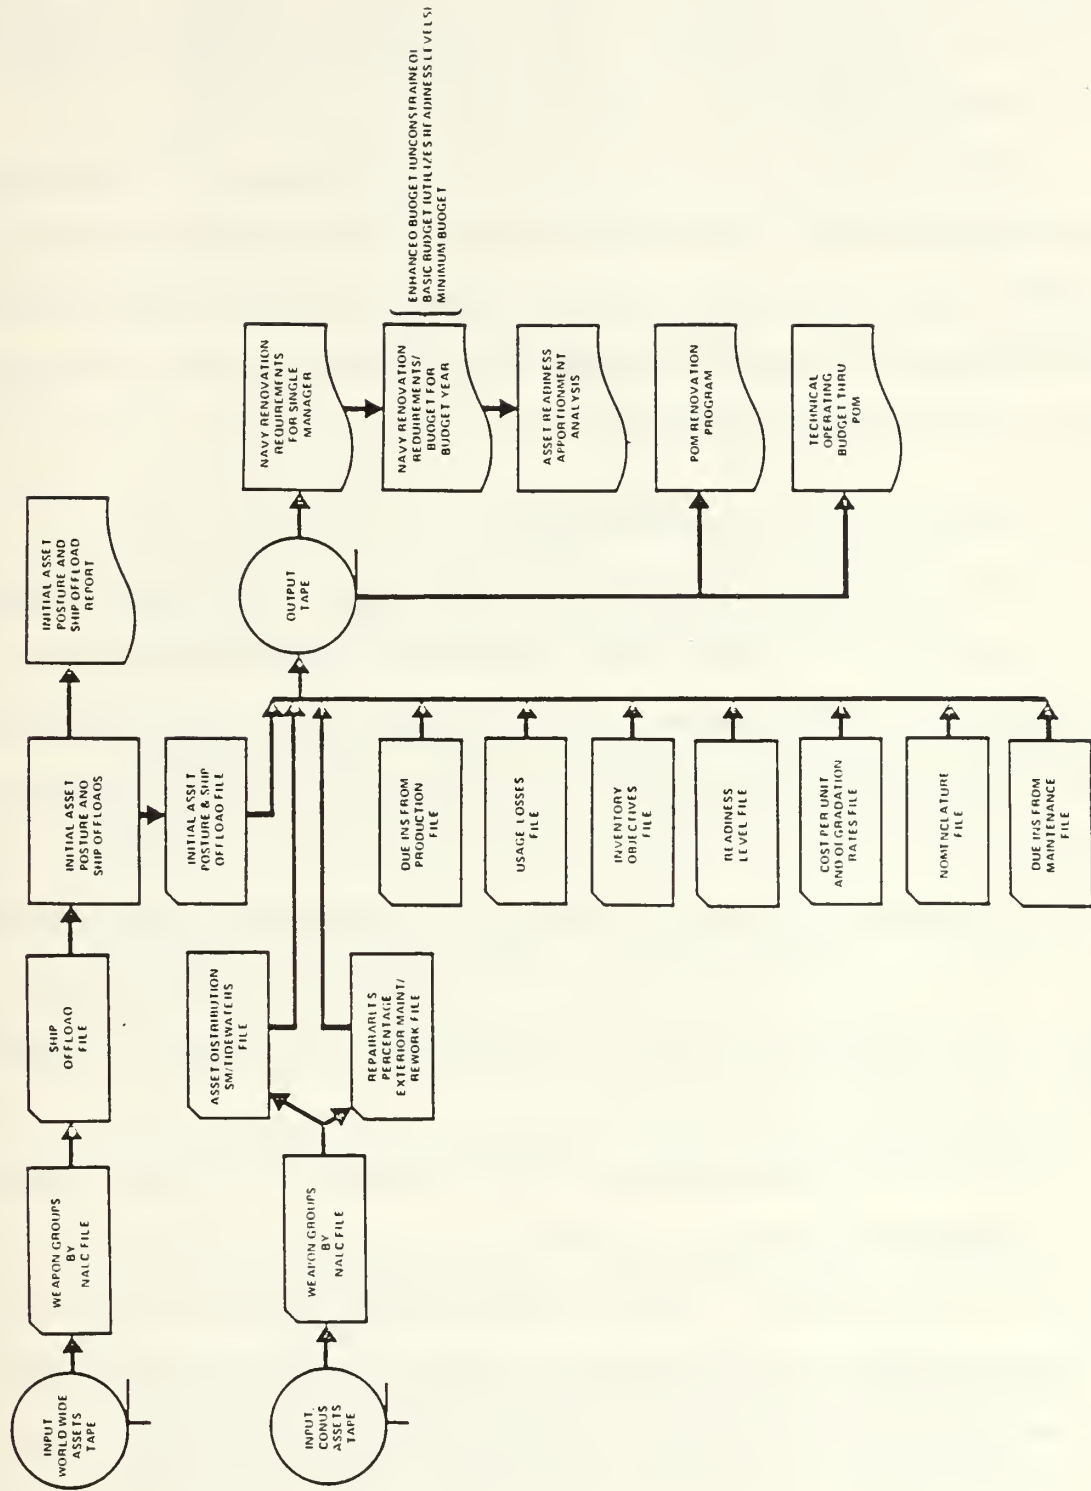 INPUT
WORLD WIDE
ASSETS
TAPE
WEAPON GROUPS
BY
NALC FILE
SHIP
OFFLOAD
FILE
INITIAL ASSET
POSTURE AND
SHIP OFFLOADS
INITIAL ASSET
POSTURE AND
SHIP OFFLOAD
REPORT
INITIAL ASSET
POSTURE & SHIP
OFFLOAD FILE
INPUT
CONUS
ASSETS
TAPE
WEAPON GROUPS
BY
NALC FILE
ASSET DISTRIBUTION
SM/TIDEWATERS
FILE
REPAIRABLES
PERCENTAGE
EXTERIOR MAINT/
REWORK FILE
DUE INS FROM
PRODUCTION
FILE
USAGE LOSSES
FILE
INVENTORY
OBJECTIVES
FILE
READINESS
LEVEL FILE
COST PER UNIT
AND DEGRADATION
RATES FILE
NOMENCLATURE
FILE
DUE INS FROM
MAINTENANCE
FILE
OUTPUT
TAPE
NAVY RENOVATION
REQUIREMENTS
FOR SINGLE
MANAGER
NAVY RENOVATION
REQUIREMENTS/
BUDGET FOR
BUDGET YEAR
ENHANCED BUDGET (UNCONSTRAINED)
BASIC BUDGET (UTILIZES READINESS LEVELS)
MINIMUM BUDGET
ASSET READINESS
APPORTIONMENT
ANALYSIS
POM RENOVATION
PROGRAM
TECHNICAL
OPERATING
BUDGET THRU
POM